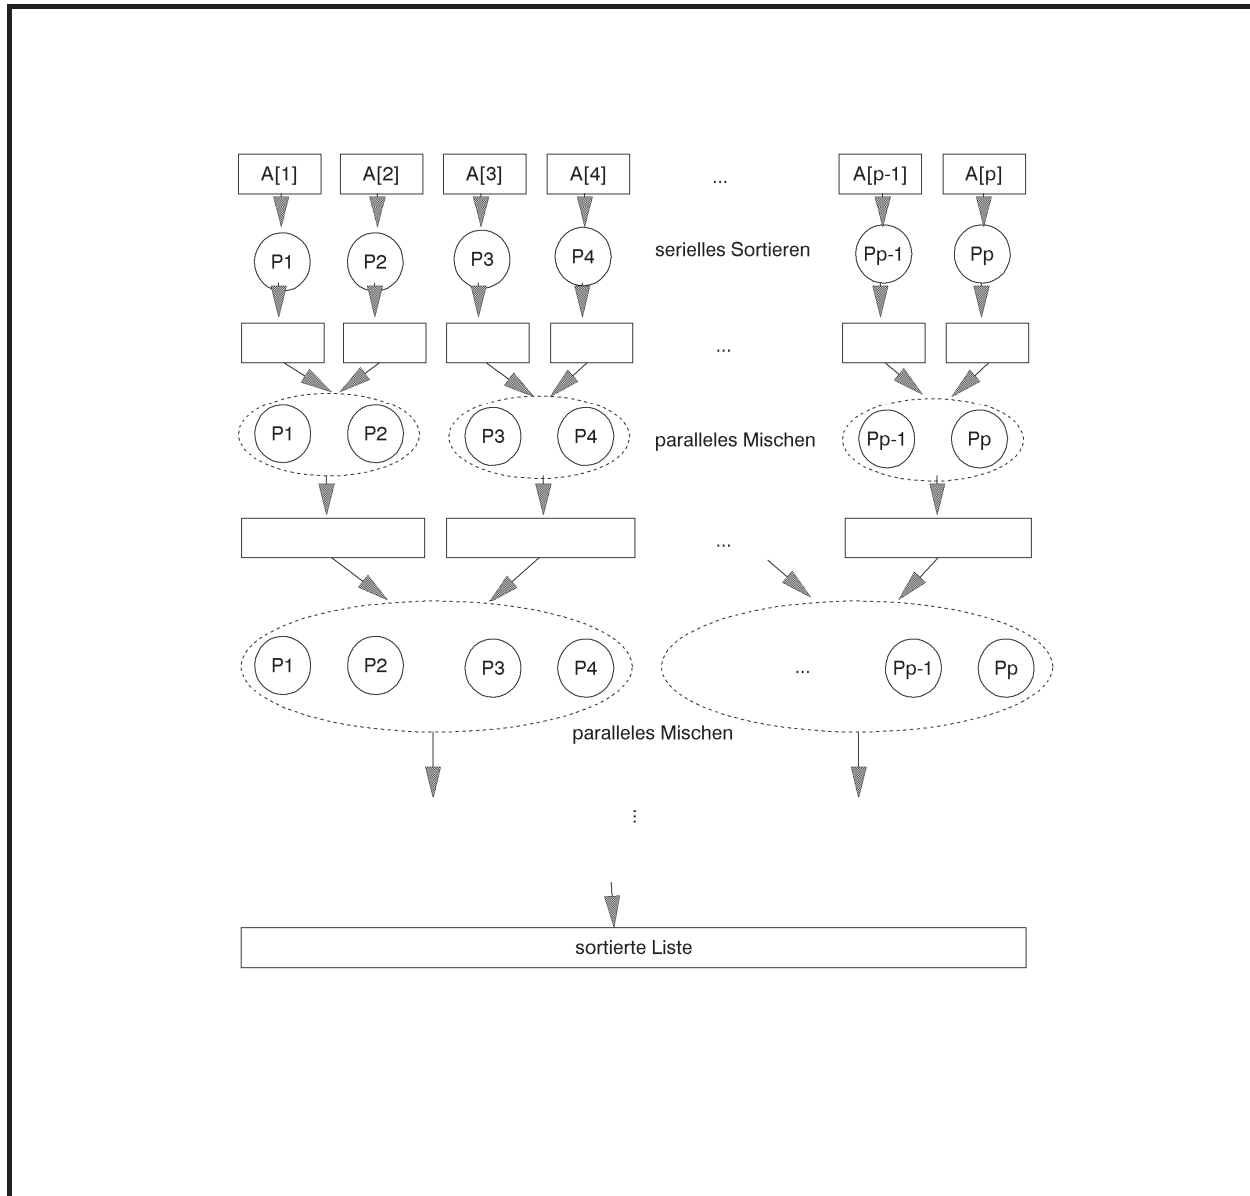 A[1] A[2] A[3] A[4] ... A[p-1] A[p]
P1 P2 P3 P4 serielles Sortieren Pp-1 Pp
...
P1 P2 P3 P4 paralleles Mischen Pp-1 Pp
...
P1 P2 P3 P4 ... Pp-1 Pp
paralleles Mischen
...
sortierte Liste